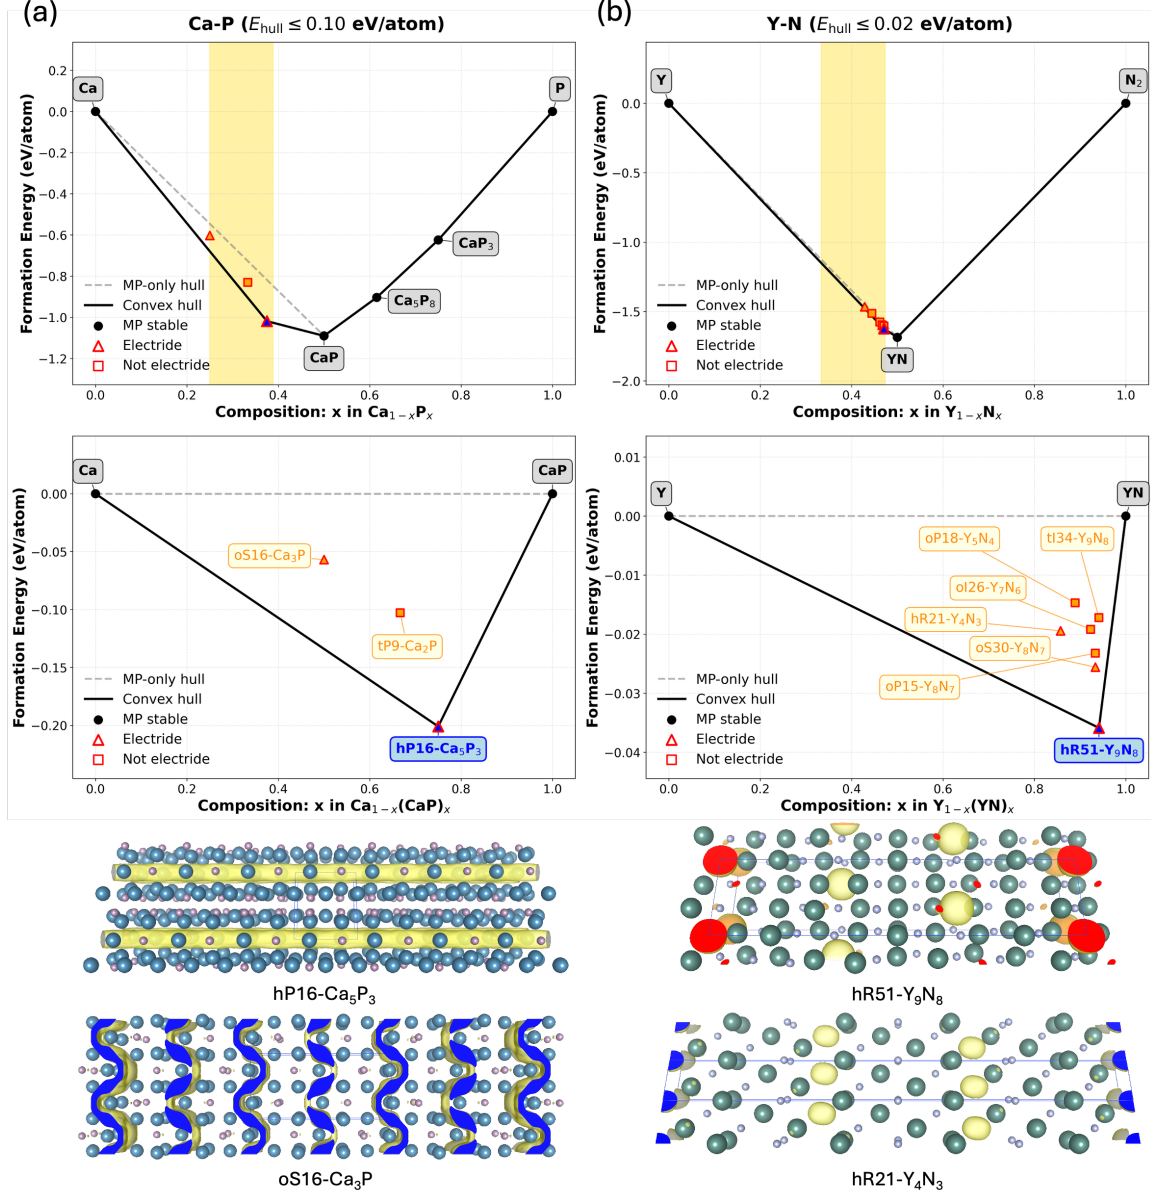 (a)
Ca-P (E_hull ≤ 0.10 eV/atom)
Formation Energy (eV/atom)
0.2
0.0
−0.2
−0.4
−0.6
−0.8
−1.0
−1.2
Ca
P
CaP₃
Ca₅P₈
CaP
MP-only hull
Convex hull
MP stable
Electride
Not electride
0.0 0.2 0.4 0.6 0.8 1.0
Composition: x in Ca₁₋ₓPₓ
(b)
Y-N (E_hull ≤ 0.02 eV/atom)
Formation Energy (eV/atom)
0.0
−0.5
−1.0
−1.5
−2.0
Y
N₂
YN
MP-only hull
Convex hull
MP stable
Electride
Not electride
0.0 0.2 0.4 0.6 0.8 1.0
Composition: x in Y₁₋ₓNₓ
Formation Energy (eV/atom)
0.00
−0.05
−0.10
−0.15
−0.20
Ca
CaP
oS16-Ca₃P
tP9-Ca₂P
hP16-Ca₅P₃
MP-only hull
Convex hull
MP stable
Electride
Not electride
0.0 0.2 0.4 0.6 0.8 1.0
Composition: x in Ca₁₋ₓ(CaP)ₓ
Formation Energy (eV/atom)
0.01
0.00
−0.01
−0.02
−0.03
−0.04
Y
YN
oP18-Y₅N₄
tI34-Y₉N₈
oI26-Y₇N₆
hR21-Y₄N₃
oS30-Y₈N₇
oP15-Y₈N₇
hR51-Y₉N₈
MP-only hull
Convex hull
MP stable
Electride
Not electride
0.0 0.2 0.4 0.6 0.8 1.0
Composition: x in Y₁₋ₓ(YN)ₓ
hP16-Ca₅P₃
hR51-Y₉N₈
oS16-Ca₃P
hR21-Y₄N₃